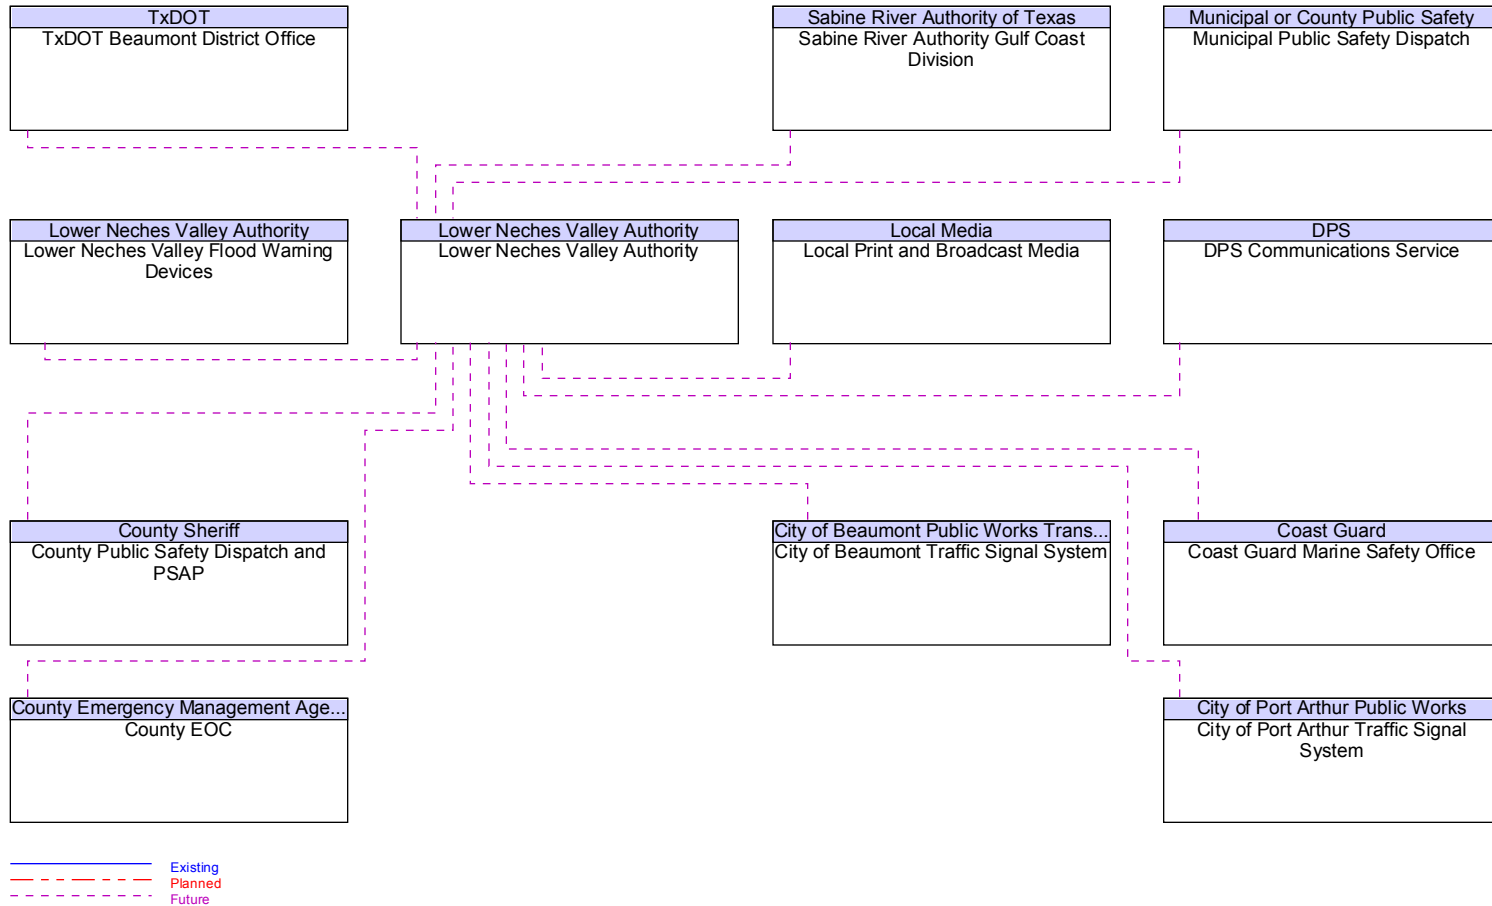 TxDOT
TxDOT Beaumont District Office
Sabine River Authority of Texas
Sabine River Authority Gulf Coast
Division
Municipal or County Public Safety
Municipal Public Safety Dispatch
Lower Neches Valley Authority
Lower Neches Valley Flood Warning
Devices
Lower Neches Valley Authority
Lower Neches Valley Authority
Local Media
Local Print and Broadcast Media
DPS
DPS Communications Service
County Sheriff
County Public Safety Dispatch and
PSAP
City of Beaumont Public Works Trans...
City of Beaumont Traffic Signal System
Coast Guard
Coast Guard Marine Safety Office
County Emergency Management Age...
County EOC
City of Port Arthur Public Works
City of Port Arthur Traffic Signal
System
Existing
Planned
Future